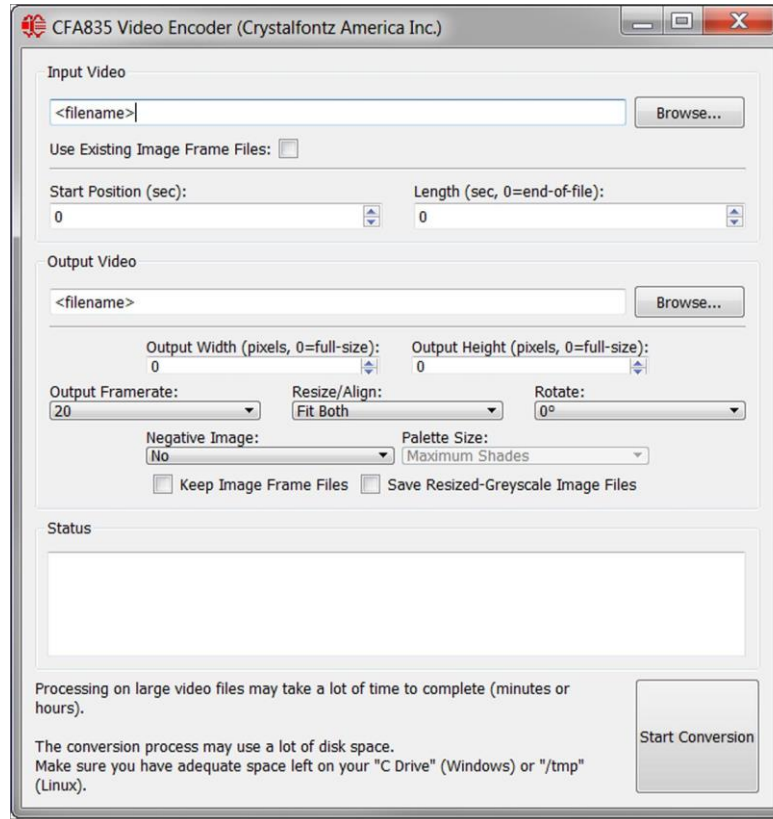 CFA835 Video Encoder (Crystalfontz America Inc.)
Input Video
<filename>
Browse...
Use Existing Image Frame Files:
Start Position (sec):
Length (sec, 0=end-of-file):
0
0
Output Video
<filename>
Browse...
Output Width (pixels, 0=full-size):
Output Height (pixels, 0=full-size):
0
0
Output Framerate:
Resize/Align:
Rotate:
20
Fit Both
0º
Negative Image:
Palette Size:
No
Maximum Shades
Keep Image Frame Files
Save Resized-Greyscale Image Files
Status
Processing on large video files may take a lot of time to complete (minutes or
hours).
The conversion process may use a lot of disk space.
Make sure you have adequate space left on your "C Drive" (Windows) or "/tmp"
(Linux).
Start Conversion